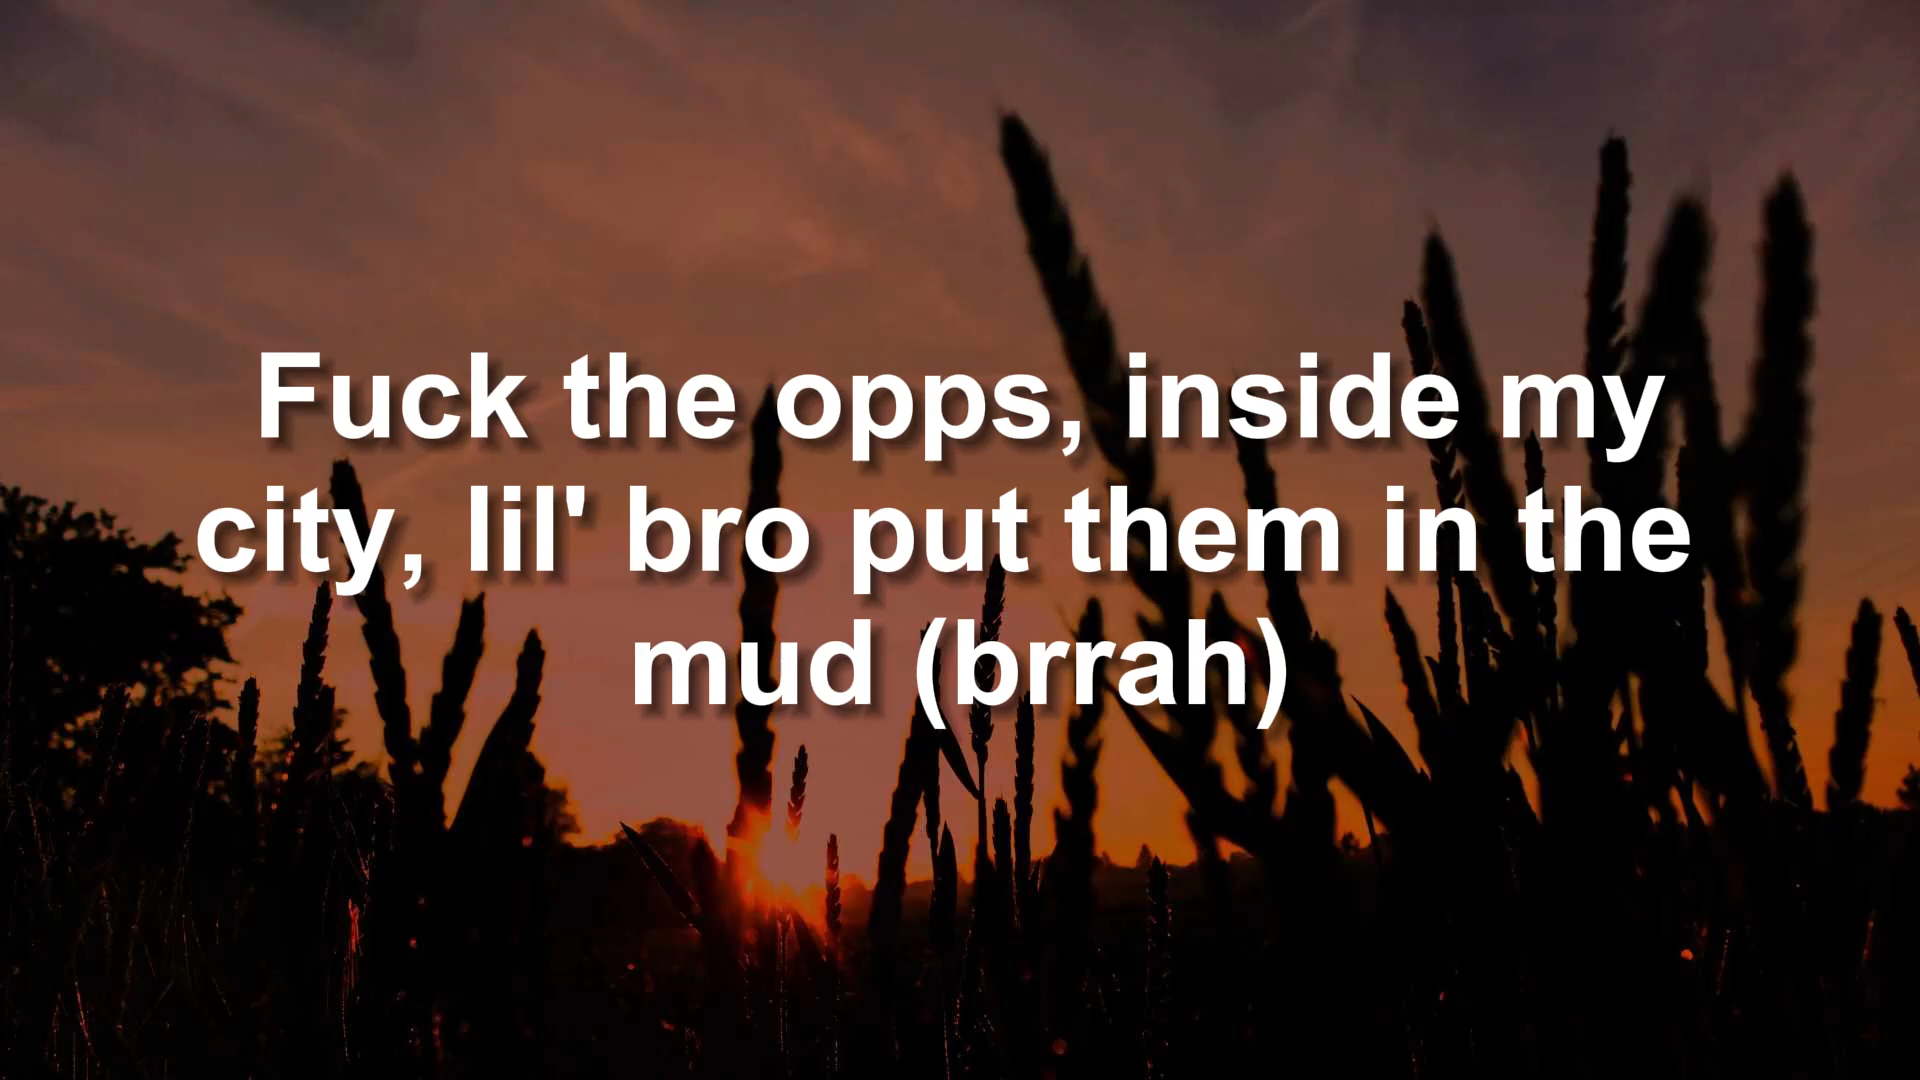 Fuck the opps, inside my
city, lil' bro put them in the
mud (brrah)